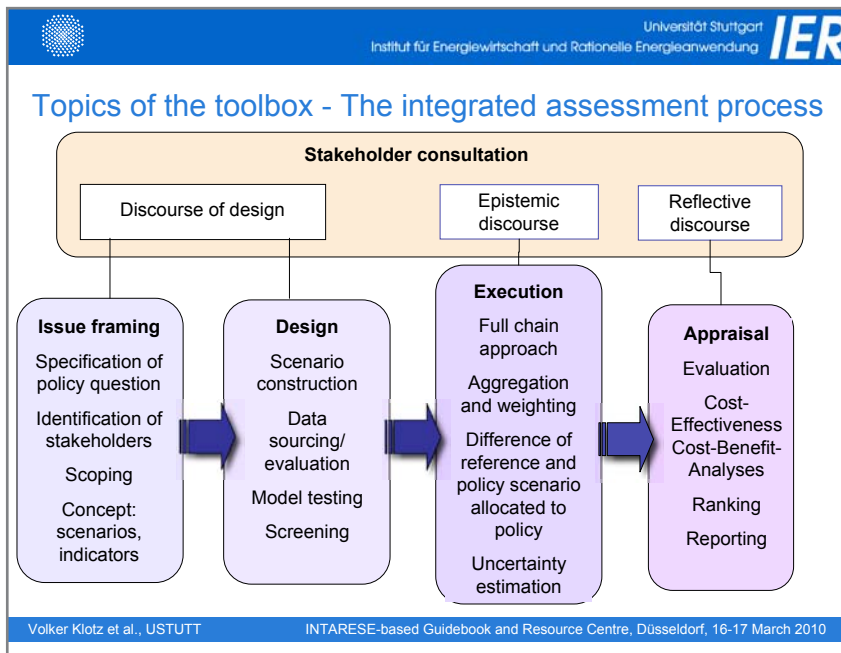 Universität Stuttgart
Institut für Energiewirtschaft und Rationelle Energieanwendung
IER
Topics of the toolbox - The integrated assessment process
Stakeholder consultation
Discourse of design
Epistemic
discourse
Reflective
discourse
Issue framing
Specification of
policy question
Identification of
stakeholders
Scoping
Concept:
scenarios,
indicators
Design
Scenario
construction
Data
sourcing/
evaluation
Model testing
Screening
Execution
Full chain
approach
Aggregation
and weighting
Difference of
reference and
policy scenario
allocated to
policy
Uncertainty
estimation
Appraisal
Evaluation
Cost-
Effectiveness
Cost-Benefit-
Analyses
Ranking
Reporting
Volker Klotz et al., USTUTT
INTARESE-based Guidebook and Resource Centre, Düsseldorf, 16-17 March 2010